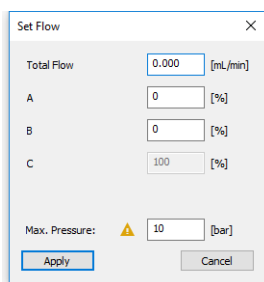 Set Flow
Total Flow 0.000 [mL/min]
A 0 [%]
B 0 [%]
C 100 [%]
Max. Pressure: 10 [bar]
Apply Cancel